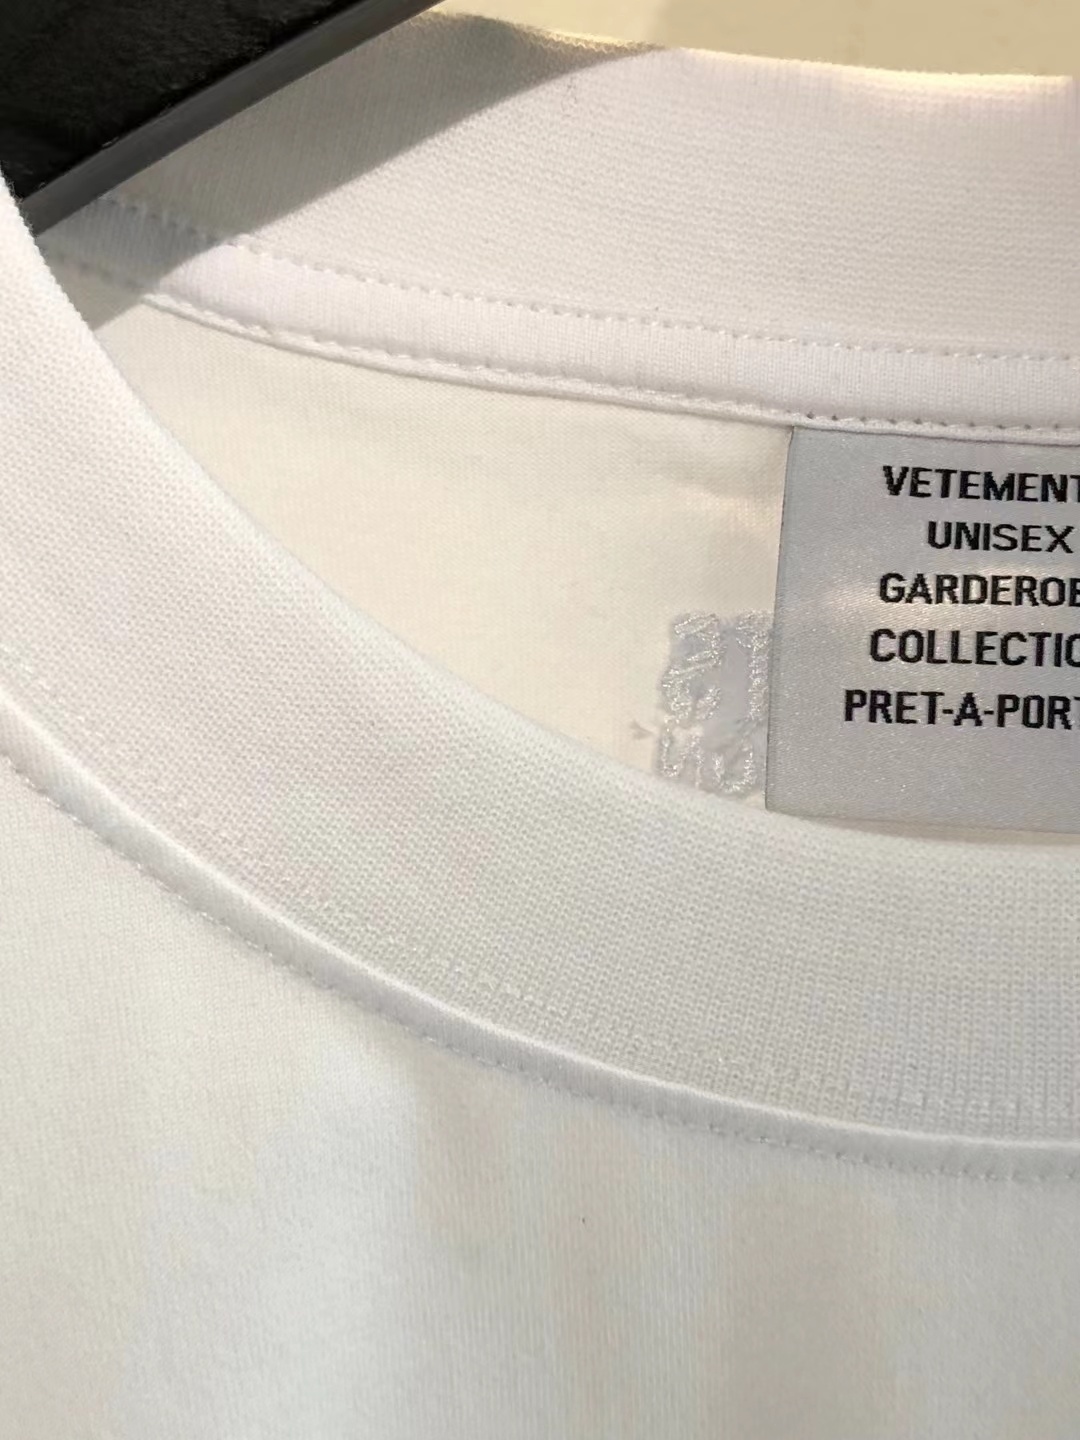 VETEMENT
UNISEX
GARDEROB
COLLECTIO
PRET-A-PORT